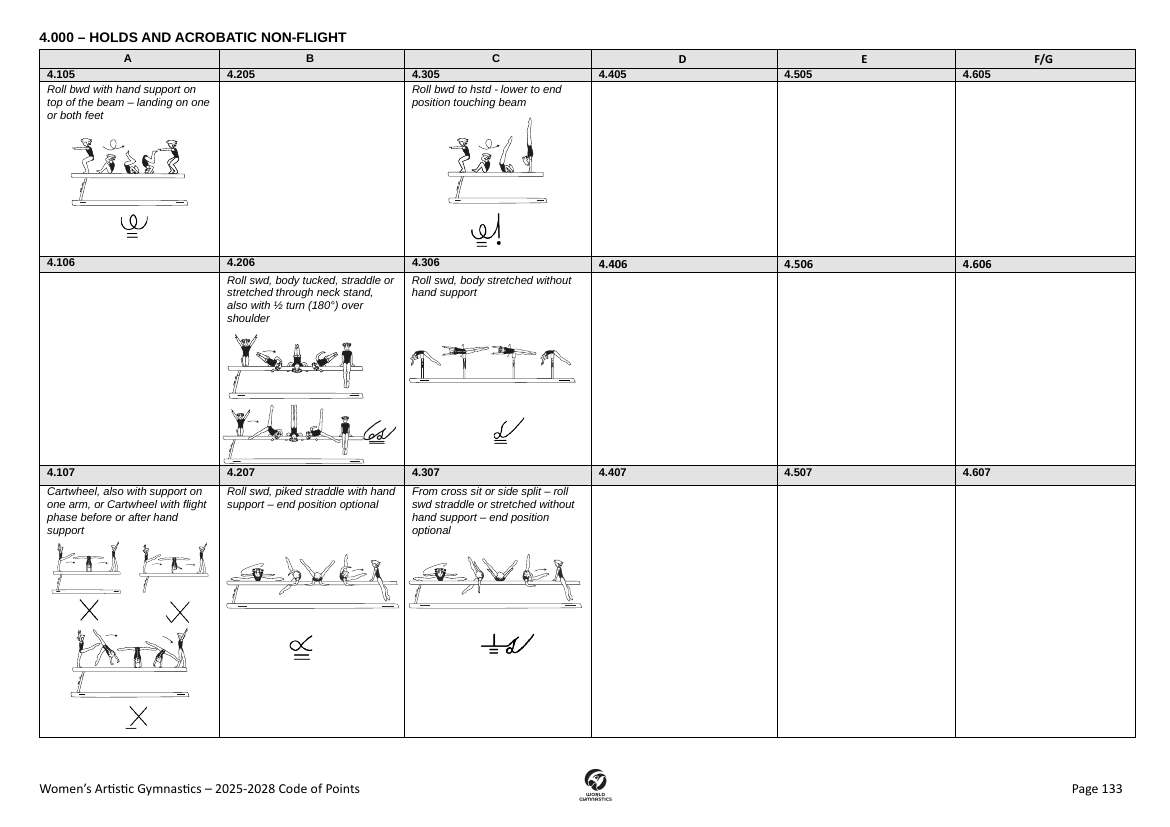 4.000 – HOLDS AND ACROBATIC NON-FLIGHT
A B C D E F/G
4.105 4.205 4.305 4.405 4.505 4.605
Roll bwd with hand support on
top of the beam – landing on one
or both feet
Roll bwd to hstd - lower to end
position touching beam
4.106 4.206 4.306 4.406 4.506 4.606
Roll swd, body tucked, straddle or
stretched through neck stand,
also with ½ turn (180°) over
shoulder
Roll swd, body stretched without
hand support
4.107 4.207 4.307 4.407 4.507 4.607
Cartwheel, also with support on
one arm, or Cartwheel with flight
phase before or after hand
support
Roll swd, piked straddle with hand
support – end position optional
From cross sit or side split – roll
swd straddle or stretched without
hand support – end position
optional
Women's Artistic Gymnastics – 2025-2028 Code of Points
WORLD
GYMNASTICS
Page 133